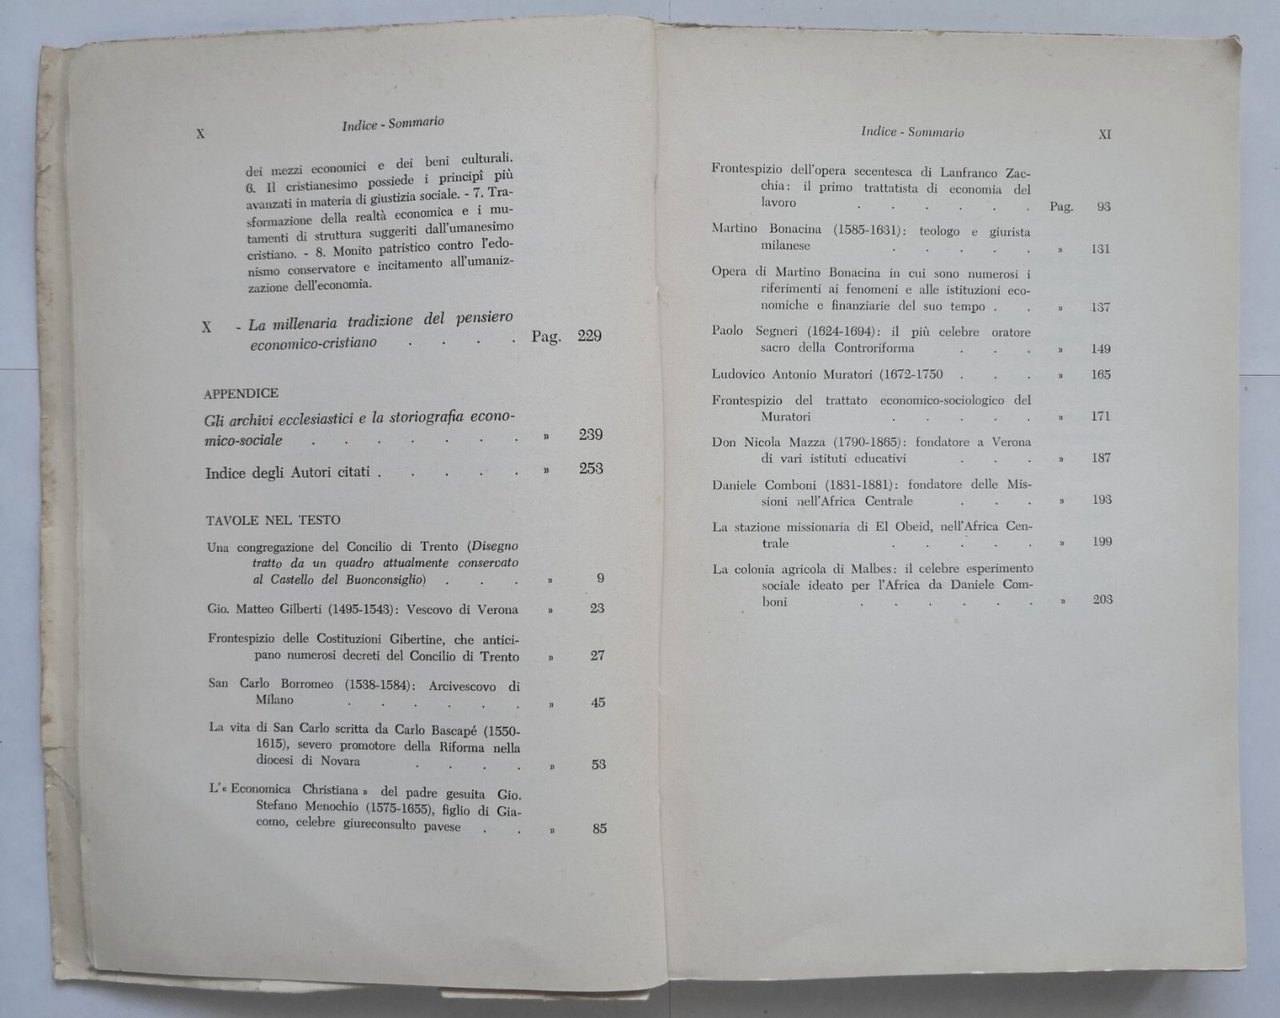 X
Indice - Sommario
dei mezzi economici e dei beni culturali.
6. Il cristianesimo possiede i principî più
avanzati in materia di giustizia sociale. - 7. Tra-
sformazione della realtà economica e i mu-
tamenti di struttura suggeriti dall'umanesimo
cristiano. - 8. Monito patristico contro l'edo-
nismo conservatore e incitamento all'umaniz-
zazione dell'economia.
X - La millenaria tradizione del pensiero
economico-cristiano . . . . Pag. 229
APPENDICE
Gli archivi ecclesiastici e la storiografia econo-
mico-sociale . . . . . . . » 239
Indice degli Autori citati . . . . . » 253
TAVOLE NEL TESTO
Una congregazione del Concilio di Trento (Disegno
tratto da un quadro attualmente conservato
al Castello del Buonconsiglio) . . . » 9
Gio. Matteo Gilberti (1495-1543): Vescovo di Verona » 23
Frontespizio delle Costituzioni Gibertine, che antici-
pano numerosi decreti del Concilio di Trento » 27
San Carlo Borromeo (1538-1584): Arcivescovo di
Milano . . . . . . » 45
La vita di San Carlo scritta da Carlo Bascapé (1550-
1615), severo promotore della Riforma nella
diocesi di Novara . . . . » 53
L'« Economica Christiana » del padre gesuita Gio.
Stefano Menochio (1575-1655), figlio di Gia-
como, celebre giureconsulto pavese . . » 85
Indice - Sommario
XI
Frontespizio dell'opera secentesca di Lanfranco Zac-
chia: il primo trattatista di economia del
lavoro . . . . . . Pag. 93
Martino Bonacina (1585-1631): teologo e giurista
milanese . . . . . » 131
Opera di Martino Bonacina in cui sono numerosi i
riferimenti ai fenomeni e alle istituzioni eco-
nomiche e finanziarie del suo tempo . . » 137
Paolo Segneri (1624-1694): il più celebre oratore
sacro della Controriforma . . . » 149
Ludovico Antonio Muratori (1672-1750 . . . » 165
Frontespizio del trattato economico-sociologico del
Muratori . . . . . » 171
Don Nicola Mazza (1790-1865): fondatore a Verona
di vari istituti educativi . . . » 187
Daniele Comboni (1831-1881): fondatore delle Mis-
sioni nell'Africa Centrale . . . » 193
La stazione missionaria di El Obeid, nell'Africa Cen-
trale . . . . . » 199
La colonia agricola di Malbes: il celebre esperimento
sociale ideato per l'Africa da Daniele Com-
boni . . . . . . » 203